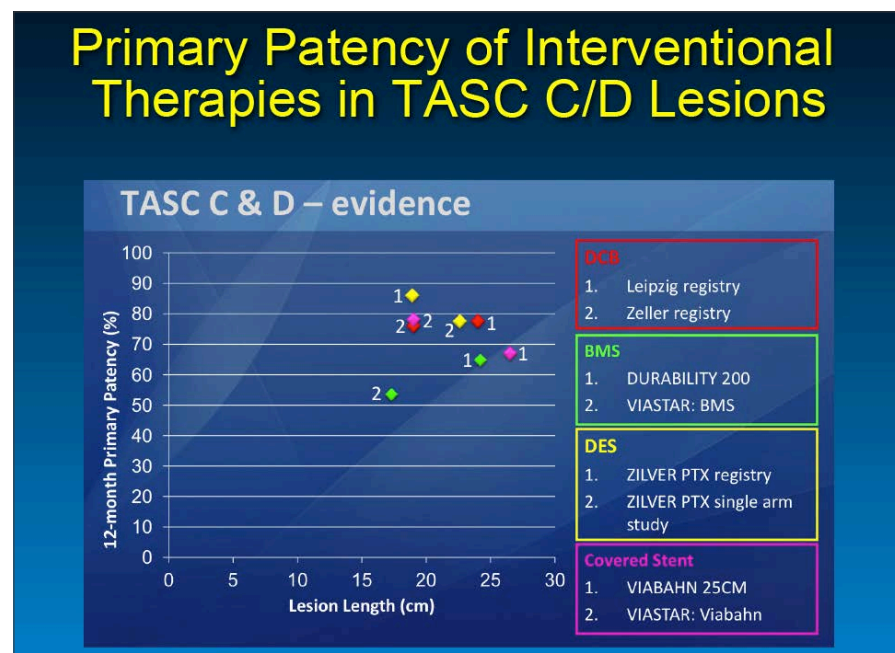 Primary Patency of Interventional
Therapies in TASC C/D Lesions
TASC C & D – evidence
12-month Primary Patency (%)
100
90
80
70
60
50
40
30
20
10
0
0 5 10 15 20 25 30
Lesion Length (cm)
1
2 2
2 1
1 1
2
DCB
1. Leipzig registry
2. Zeller registry
BMS
1. DURABILITY 200
2. VIASTAR: BMS
DES
1. ZILVER PTX registry
2. ZILVER PTX single arm
study
Covered Stent
1. VIABAHN 25CM
2. VIASTAR: Viabahn